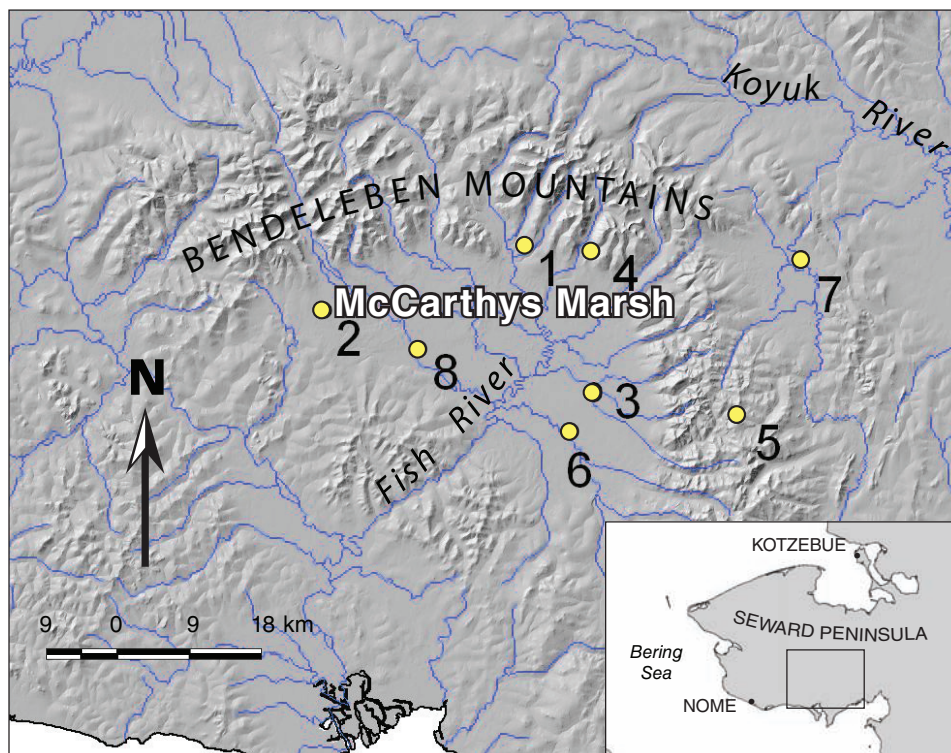 Koyuk River
BENDELEBEN MOUNTAINS
1
4
7
McCarthys Marsh
2
8
N
Fish River
3
5
6
9 0 9 18 km
KOTZEBUE
SEWARD PENINSULA
Bering
Sea
NOME